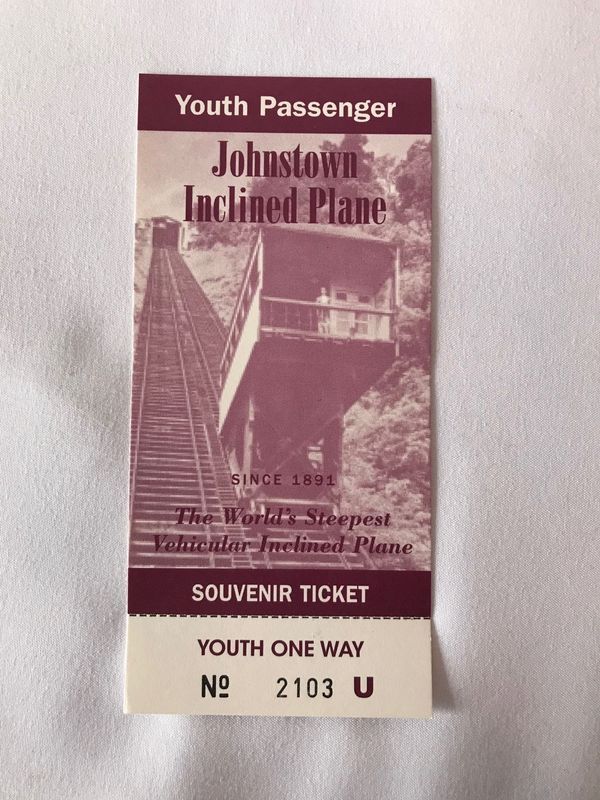 Youth Passenger
Johnstown
Inclined Plane
SINCE 1891
The World's Steepest
Vehicular Inclined Plane
SOUVENIR TICKET
YOUTH ONE WAY
Nº 2103 U